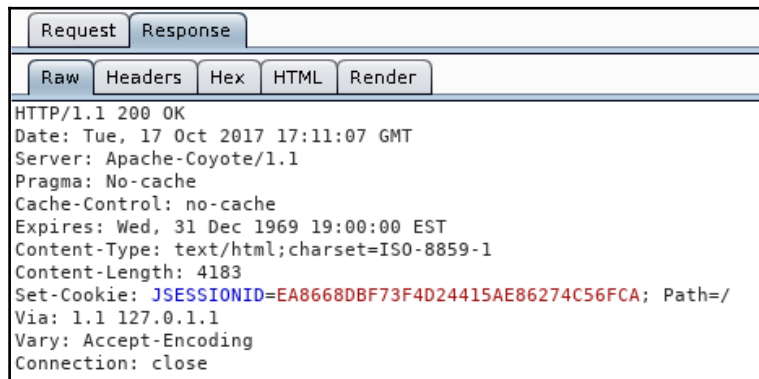 Request Response
Raw Headers Hex HTML Render
HTTP/1.1 200 OK
Date: Tue, 17 Oct 2017 17:11:07 GMT
Server: Apache-Coyote/1.1
Pragma: No-cache
Cache-Control: no-cache
Expires: Wed, 31 Dec 1969 19:00:00 EST
Content-Type: text/html;charset=ISO-8859-1
Content-Length: 4183
Set-Cookie: JSESSIONID=EA8668DBF73F4D24415AE86274C56FCA; Path=/
Via: 1.1 127.0.1.1
Vary: Accept-Encoding
Connection: close